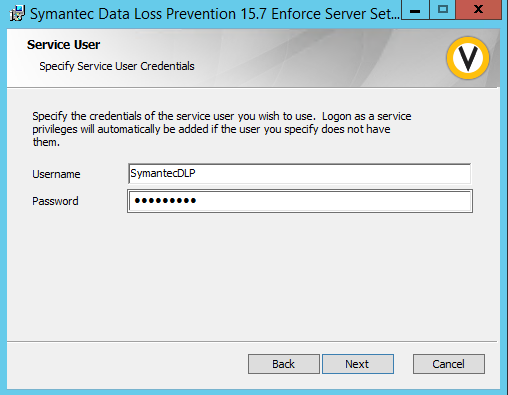 Symantec Data Loss Prevention 15.7 Enforce Server Set...
Service User
Specify Service User Credentials
Specify the credentials of the service user you wish to use.  Logon as a service
privileges will automatically be added if the user you specify does not have
them.
Username
SymantecDLP
Password
•••••••••
Back
Next
Cancel